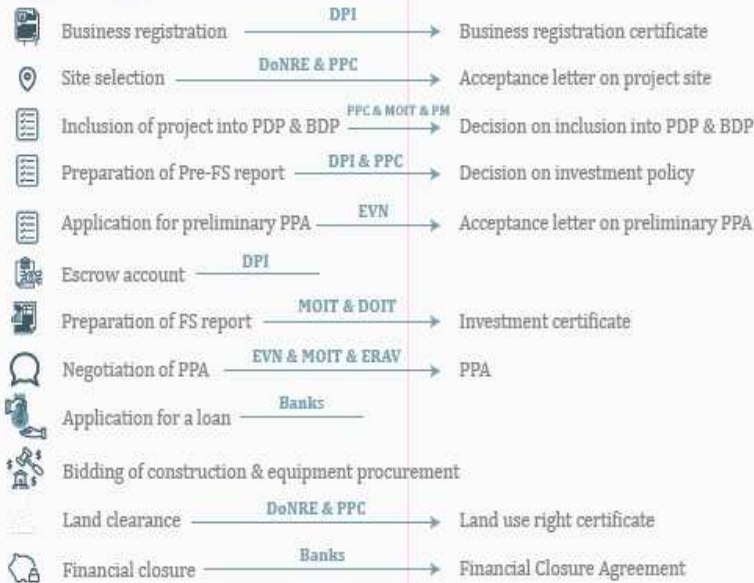 DPI
Business registration Business registration certificate
DoNRE & PPC
Site selection Acceptance letter on project site
PPC & MOIT & PM
Inclusion of project into PDP & BDP Decision on inclusion into PDP & BDP
DPI & PPC
Preparation of Pre-FS report Decision on investment policy
EVN
Application for preliminary PPA Acceptance letter on preliminary PPA
DPI
Escrow account
MOIT & DOIT
Preparation of FS report Investment certificate
EVN & MOIT & ERAV
Negotiation of PPA PPA
Banks
Application for a loan
Bidding of construction & equipment procurement
DoNRE & PPC
Land clearance Land use right certificate
Banks
Financial closure Financial Closure Agreement